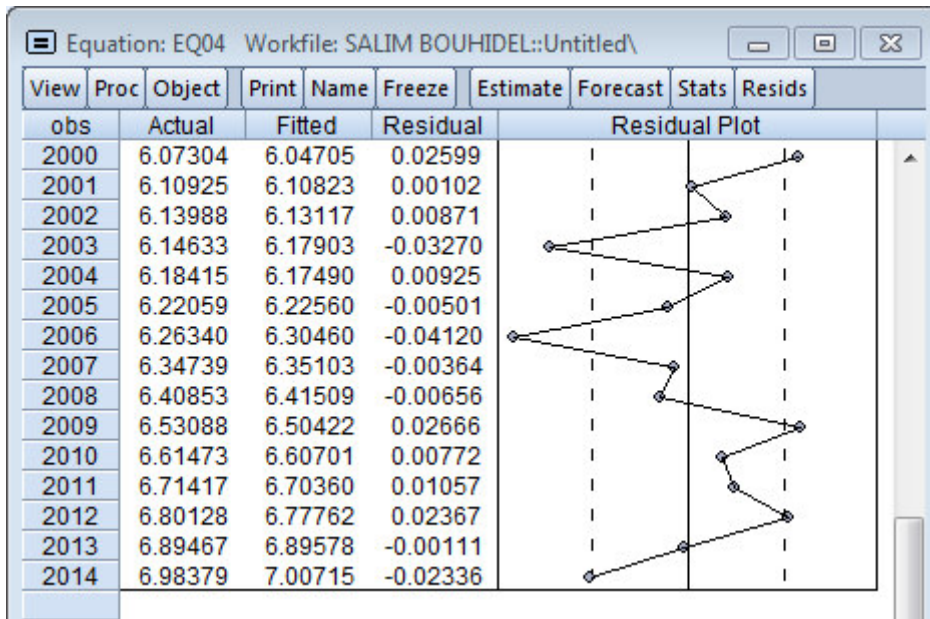 Equation: EQ04 Workfile: SALIM BOUHIDEL::Untitled\
View Proc Object Print Name Freeze Estimate Forecast Stats Resids
obs Actual Fitted Residual Residual Plot
2000 6.07304 6.04705 0.02599
2001 6.10925 6.10823 0.00102
2002 6.13988 6.13117 0.00871
2003 6.14633 6.17903 -0.03270
2004 6.18415 6.17490 0.00925
2005 6.22059 6.22560 -0.00501
2006 6.26340 6.30460 -0.04120
2007 6.34739 6.35103 -0.00364
2008 6.40853 6.41509 -0.00656
2009 6.53088 6.50422 0.02666
2010 6.61473 6.60701 0.00772
2011 6.71417 6.70360 0.01057
2012 6.80128 6.77762 0.02367
2013 6.89467 6.89578 -0.00111
2014 6.98379 7.00715 -0.02336